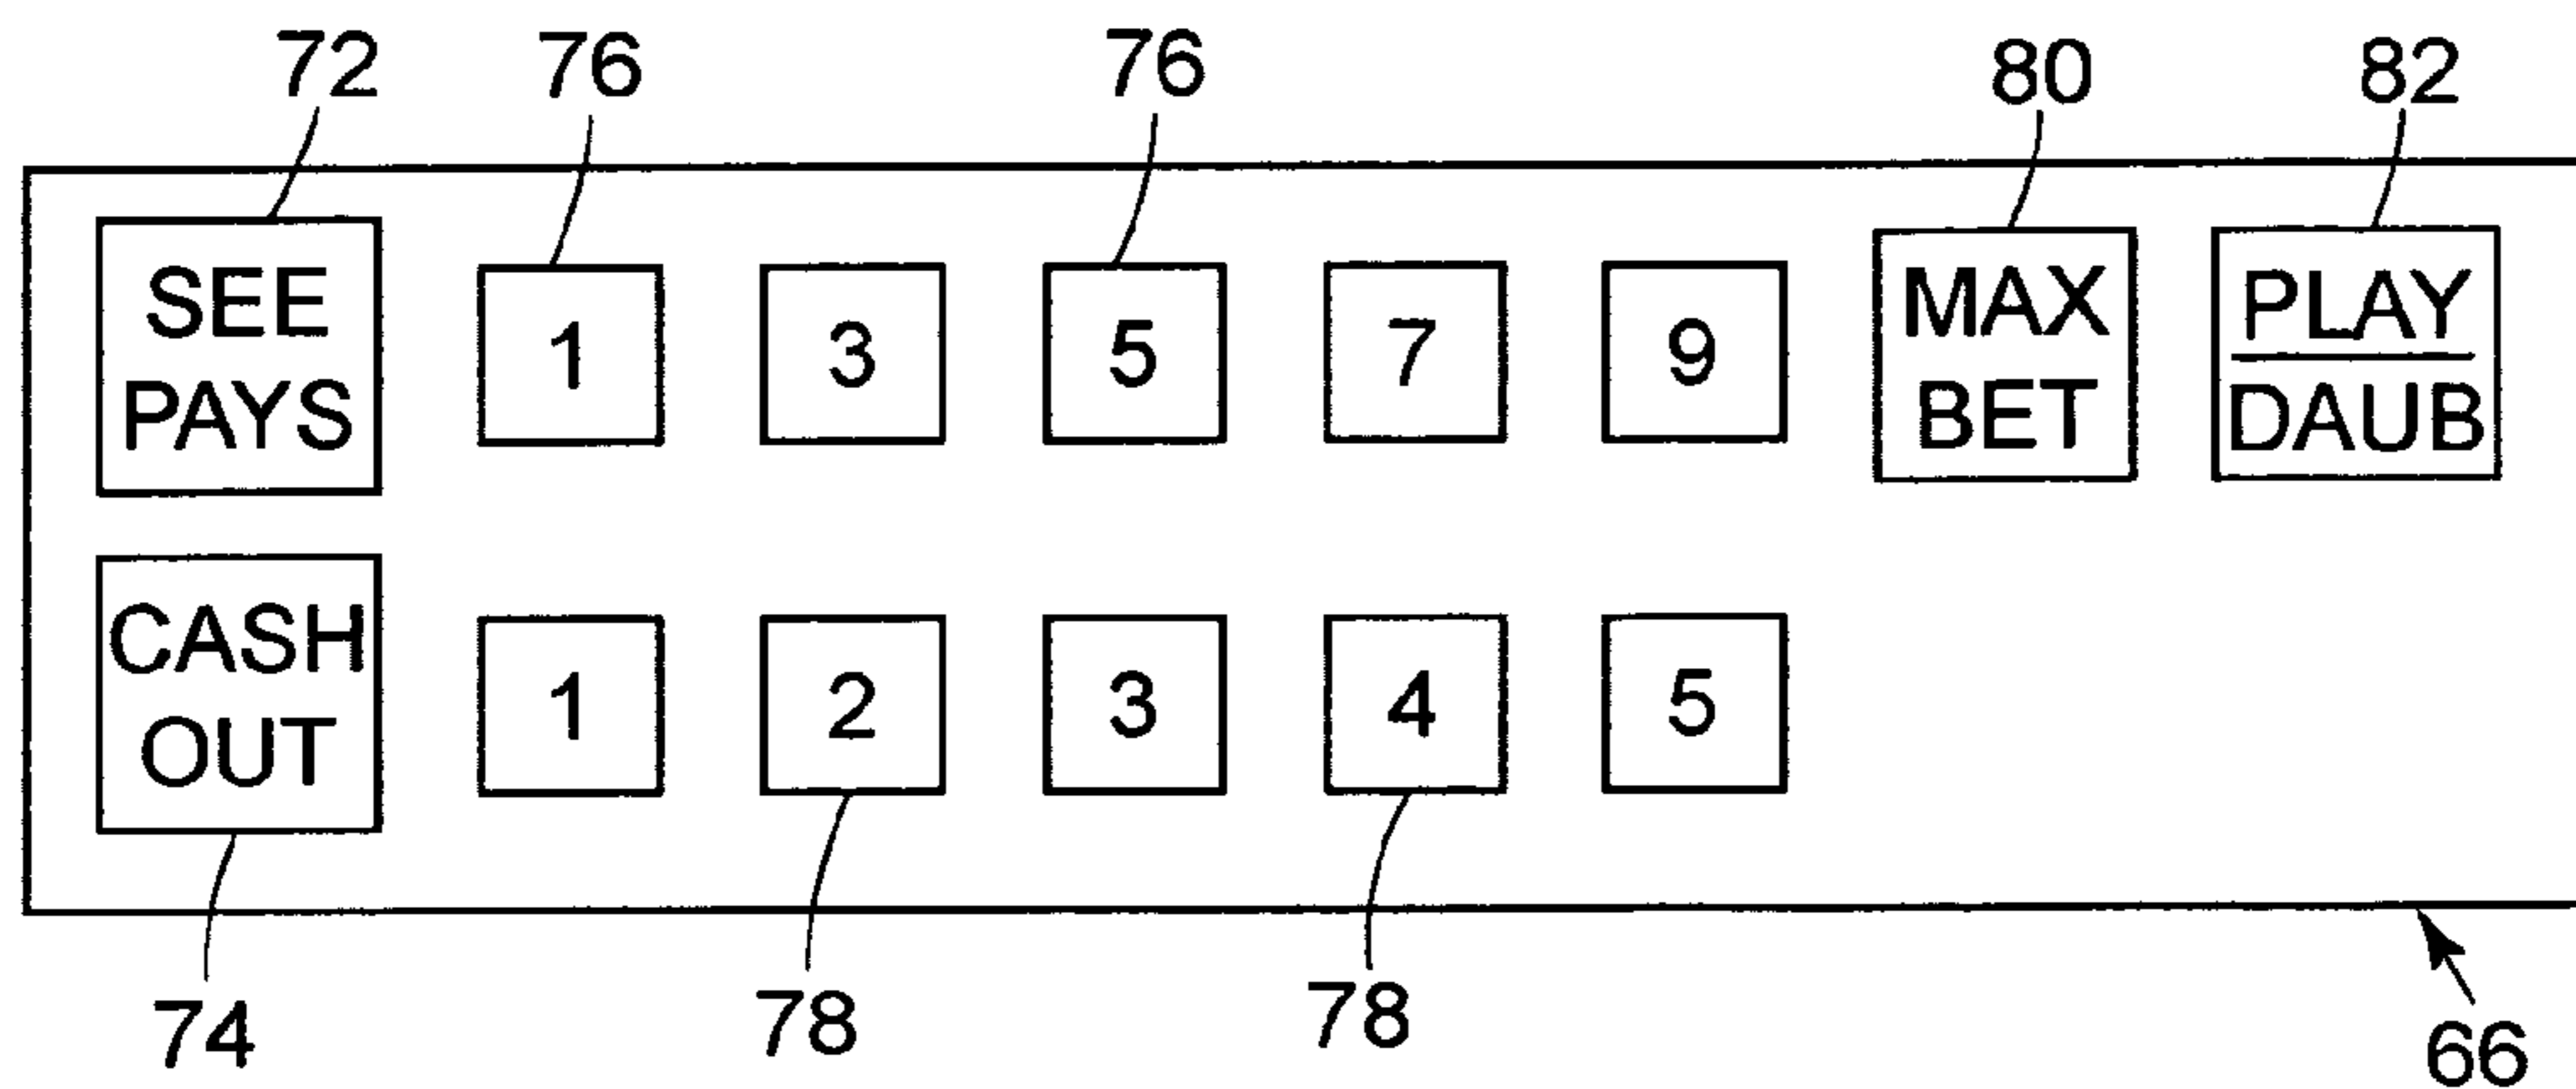 72 76 76 80 82
SEE
PAYS
1 3 5 7 9
MAX
BET
PLAY
DAUB
CASH
OUT
1 2 3 4 5
74 78 78 66